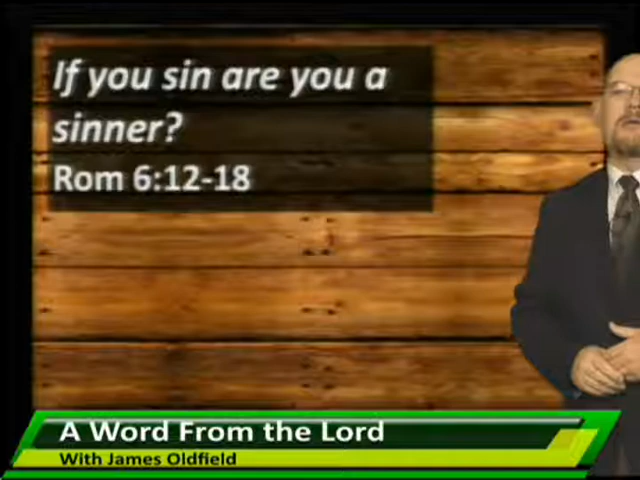 If you sin are you a
sinner?
Rom 6:12-18
A Word From the Lord
With James Oldfield